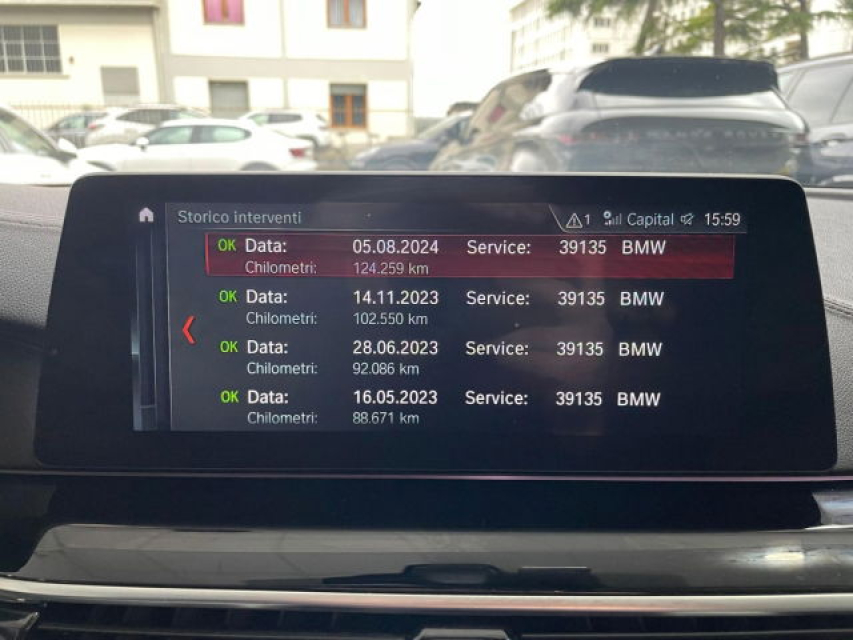 Storico interventi 1 Capital 15:59
OK Data: 05.08.2024 Service: 39135 BMW
Chilometri: 124.259 km
OK Data: 14.11.2023 Service: 39135 BMW
Chilometri: 102.550 km
OK Data: 28.06.2023 Service: 39135 BMW
Chilometri: 92.086 km
OK Data: 16.05.2023 Service: 39135 BMW
Chilometri: 88.671 km